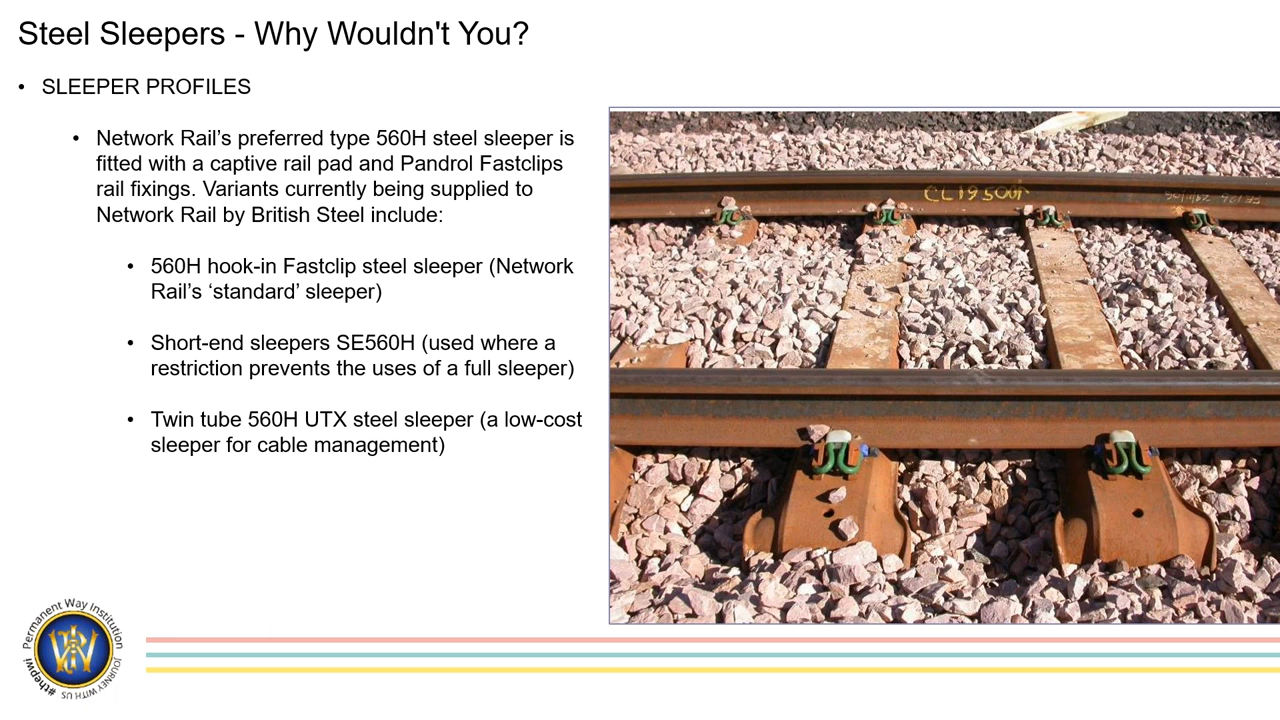 Steel Sleepers - Why Wouldn't You?
• SLEEPER PROFILES
• Network Rail’s preferred type 560H steel sleeper is
fitted with a captive rail pad and Pandrol Fastclips
rail fixings. Variants currently being supplied to
Network Rail by British Steel include:
• 560H hook-in Fastclip steel sleeper (Network
Rail’s ‘standard’ sleeper)
• Short-end sleepers SE560H (used where a
restriction prevents the uses of a full sleeper)
• Twin tube 560H UTX steel sleeper (a low-cost
sleeper for cable management)
Permanent Way Institution
#thepwi
JOURNEY WITH US